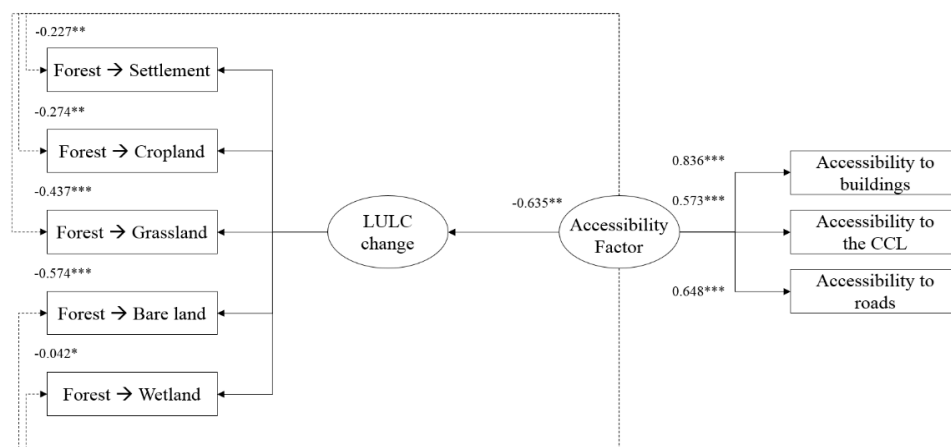 -0.227**
Forest → Settlement
-0.274**
Forest → Cropland
-0.437***
Forest → Grassland
-0.574***
Forest → Bare land
-0.042*
Forest → Wetland
LULC
change
-0.635**
Accessibility
Factor
0.836***
0.573***
0.648***
Accessibility to
buildings
Accessibility to
the CCL
Accessibility to
roads